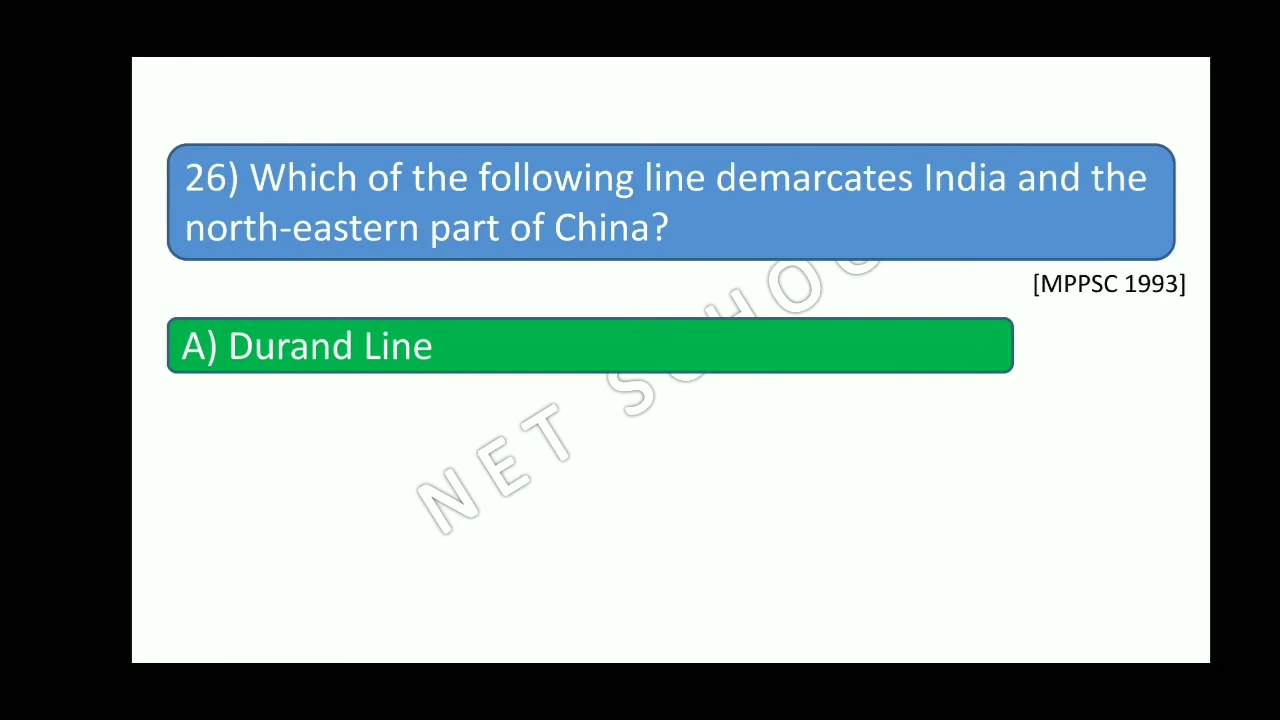 26) Which of the following line demarcates India and the
north-eastern part of China?
[MPPSC 1993]
A) Durand Line
NET SCHOO